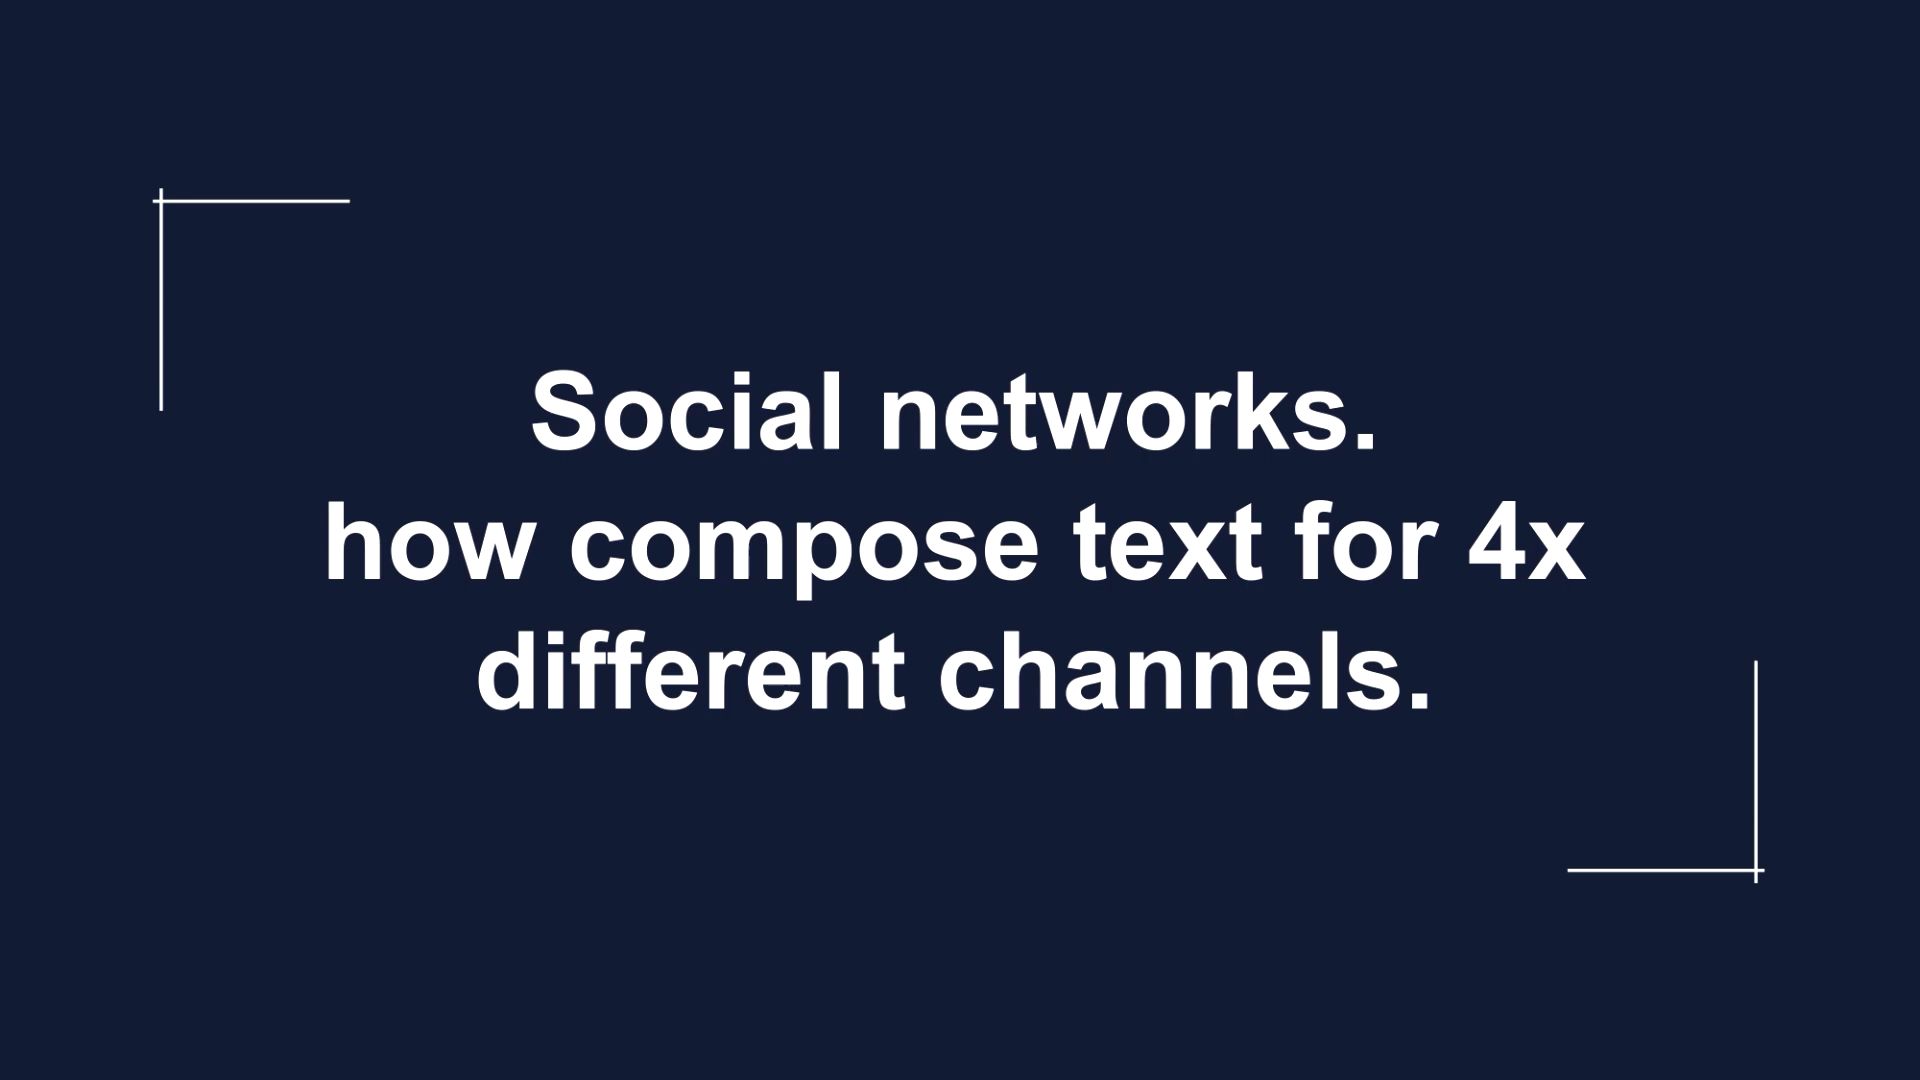 Social networks.
how compose text for 4x
different channels.